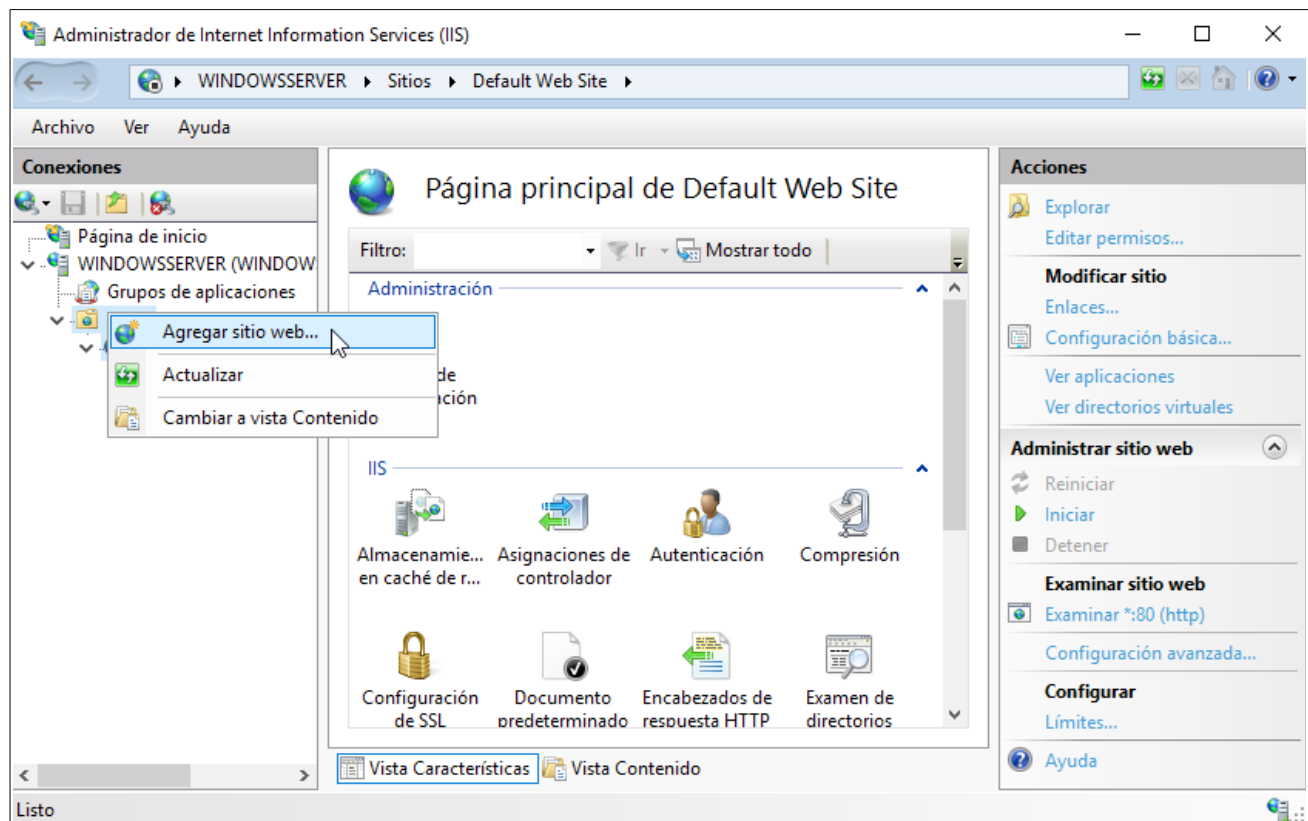 Administrador de Internet Information Services (IIS)
WINDOWSSERVER Sitios Default Web Site
Archivo Ver Ayuda
Conexiones
Página de inicio
WINDOWSSERVER (WINDOW
Grupos de aplicaciones
Agregar sitio web...
Actualizar
Cambiar a vista Contenido
Página principal de Default Web Site
Filtro: Ir Mostrar todo
Administración
de
IIS
Almacenamie...
en caché de r...
Asignaciones de
controlador
Autenticación
Compresión
Configuración
de SSL
Documento
predeterminado
Encabezados de
respuesta HTTP
Examen de
directorios
Vista Características Vista Contenido
Acciones
Explorar
Editar permisos...
Modificar sitio
Enlaces...
Configuración básica...
Ver aplicaciones
Ver directorios virtuales
Administrar sitio web
Reiniciar
Iniciar
Detener
Examinar sitio web
Examinar *:80 (http)
Configuración avanzada...
Configurar
Límites...
Ayuda
Listo